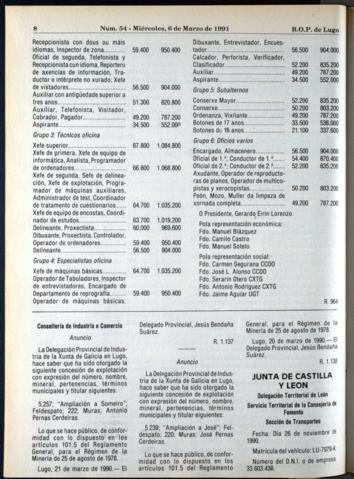 8
Núm. 54 - Miércoles, 6 de Marzo de 1991
B.O.P. de Lugo
Recepcionista con dous ou máis
idiomas, Inspector de zona 59.400 950.400
Oficial de segunda, Telefonista y
Recepcionista cun idioma, Reportero
de axencias de información, Tra-
ductor e intérprete no xurado, Xefe
de visitadores 56.500 904.000
Auxiliar con antigüedade superior a
tres anos 51.300 820.800
Auxiliar, Telefonista, Visitador,
Cobrador, Pagador 49.200 787.200
Aspirante 34.500 552.000
Grupo 3: Técnicos oficina
Xefe superior 67.800 1.084.800
Xefe de primera, Xefe de equipo de
informática, Analista, Programador
de ordenadores 66.800 1.068.800
Xefe de segunda, Sefe de delinea-
ción, Xefe de explotación, Progra-
mador de máquinas auxiliares,
Administrador de test, Coordinador
de tratamento de cuestionarios 64.700 1.035.200
Xefe de equipo de encostas, Coordi-
nador de estudios 63.700 1.019.200
Delineante, Proxectista 60.000 969.600
Dibuxante, Proxectista, Controlador,
Operador de ordenadores 59.400 950.400
Delineante 56.500 904.000
Grupo 4: Especialistas oficina
Xefe de máquinas básicas 64.700 1.035.200
Operador de Tabuladores, Inspector
de entrevistadores, Encargado de
Departamento de reprografía 59.400 950.400
Operador de máquinas básicas,
Dibuxante, Entrevistador, Encues-
tador 56.500 904.000
Calcador, Perforista, Verificador,
Clasificador 52.200 835.200
Auxiliar 49.200 787.200
Aspirante 34.500 552.000
Grupo 5: Subalternos
Conserxe Mayor 52.200 835.200
Conserxe 50.200 803.200
Ordenanza, Vixilante 49.200 787.200
Botones de 17 anos 33.500 536.000
Botones de 16 anos 21.100 337.600
Grupo 6: Oficios varios
Encargado, Almacenero 56.500 904.000
Oficial de 1.ª, Conductor de 1.ª 54.400 870.400
Oficial de 2.ª, Conductor de 2.ª 52.200 835.200
Axudante, Operador de reproducto-
ras de planos, Operador de multico-
pistas y xerocopistas 50.200 803.200
Peón, Mozo, Muller da limpeza de
xornada completa 49.200 787.200
O Presidente, Gerardo Erirín Lorenzo.
Pola representación económica:
Fdo. Manuel Blázquez
Fdo. Camilo Castro
Fdo. Manuel Sotelo
Pola representación social:
Fdo. Carmen Segurana CCOO
Fdo. José L. Alonso CCOO
Fdo. Serarín Otero CXTG
Fdo. Antonio Rodríguez CXTG
Fdo. Jaime Aguiar UGT
R. 964
Consellería de Industria e Comercio
Anuncio
La Delegación Provincial de Indus-
tria de la Xunta de Galicia en Lugo,
hace saber que ha sido otorgado la
siguiente concesión de explotación
con expresión del número, nombre,
mineral, pertenencias, términos
municipales y titular siguientes:
5.257; "Ampliación a Someiro";
Feldespato; 222; Muras; Antonio
Pernas Cerdeiras.
Lo que se hace público, de confor-
midad con lo dispuesto en los
artículos 101.5 del Reglamento
General, para el Régimen de la
Minería de 25 de agosto de 1978.
Lugo, 21 de marzo de 1990.— El
Delegado Provincial, Jesús Bendaña
Suárez.
R. 1.137
Anuncio
La Delegación Provincial de Indus-
tria de la Xunta de Galicia en Lugo,
hace saber que ha sido otorgada la
siguiente concesión de explotación
con expresión del número, nombre,
mineral, pertenencias, términos
municipales y titular siguientes:
5.239; "Ampliación a José"; Fel-
despato; 220; Muras; José Pernas
Cerdeiras.
Lo que se hace público, de confor-
midad con lo dispuesto en los
artículos 101.5 del Reglamento
General, para el Régimen de la
Minería de 25 de agosto de 1978.
Lugo, 20 de marzo de 1990.— El
Delegado Provincial, Jesús Bendaña
Suárez.
R. 1.138
JUNTA DE CASTILLA
Y LEON
Delegación Territorial de León
Servicio Territorial de la Consejería de
Fomento
Sección de Transportes
Fecha: Día 26 de noviembre de
1990.
Matrícula del vehículo: LU-7979-K
Número del D.N.I. o de empresa
33.603.438.